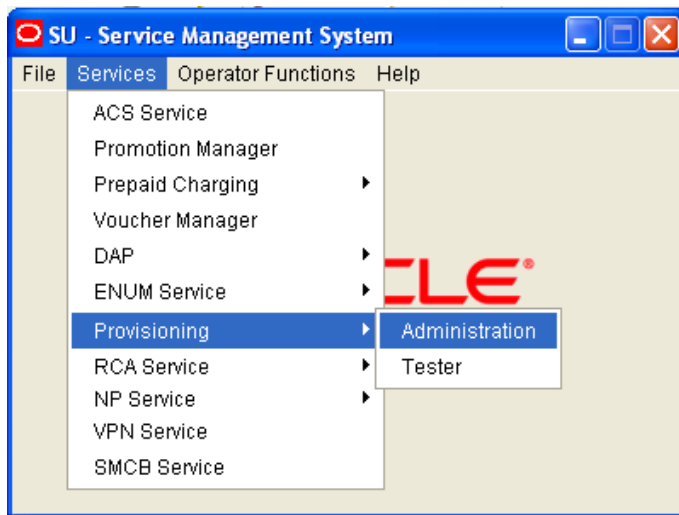 SU - Service Management System
File Services Operator Functions Help
ACS Service
Promotion Manager
Prepaid Charging
Voucher Manager
DAP
ENUM Service
Provisioning
Administration
RCA Service
Tester
NP Service
VPN Service
SMCB Service
CLE®